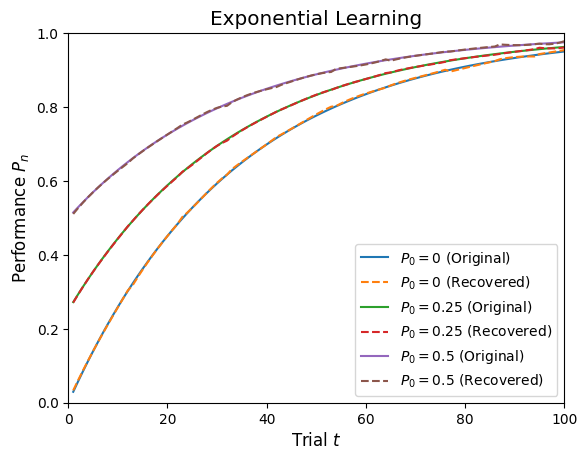 Exponential Learning
Performance $P_n$
1.0
0.8
0.6
0.4
0.2
0.0
0 20 40 60 80 100
Trial $t$
$P_0 = 0$ (Original)
$P_0 = 0$ (Recovered)
$P_0 = 0.25$ (Original)
$P_0 = 0.25$ (Recovered)
$P_0 = 0.5$ (Original)
$P_0 = 0.5$ (Recovered)